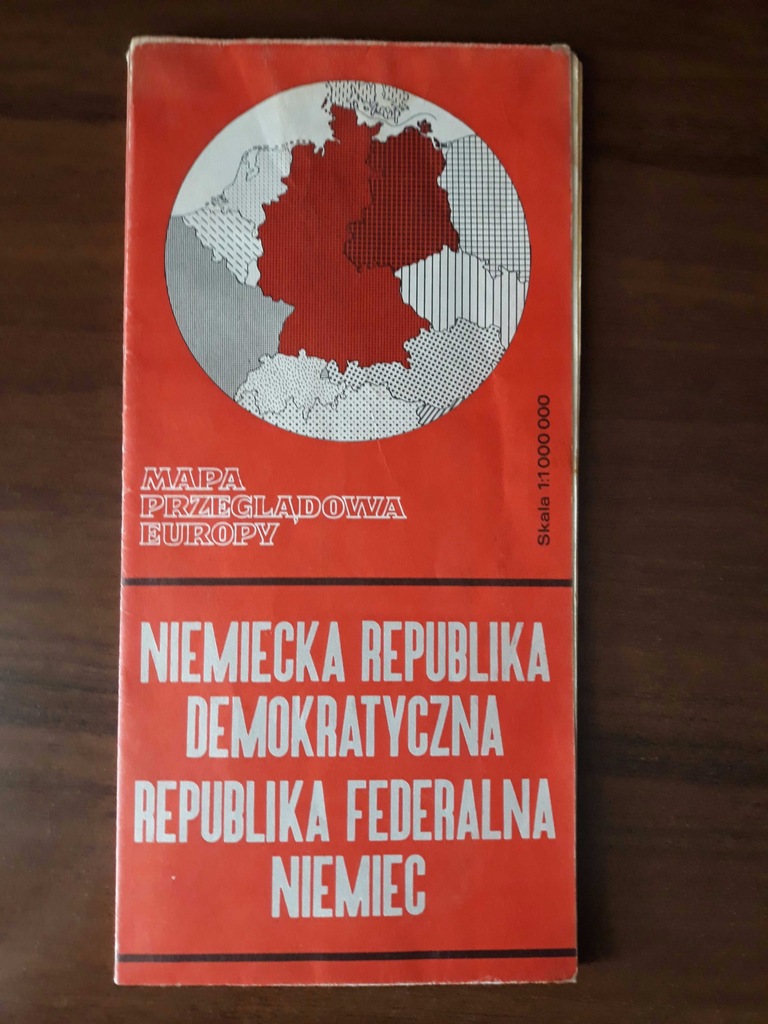 MAPA
PRZEGLĄDOWA
EUROPY
Skala 1:1 000 000
NIEMIECKA REPUBLIKA
DEMOKRATYCZNA
REPUBLIKA FEDERALNA
NIEMIEC